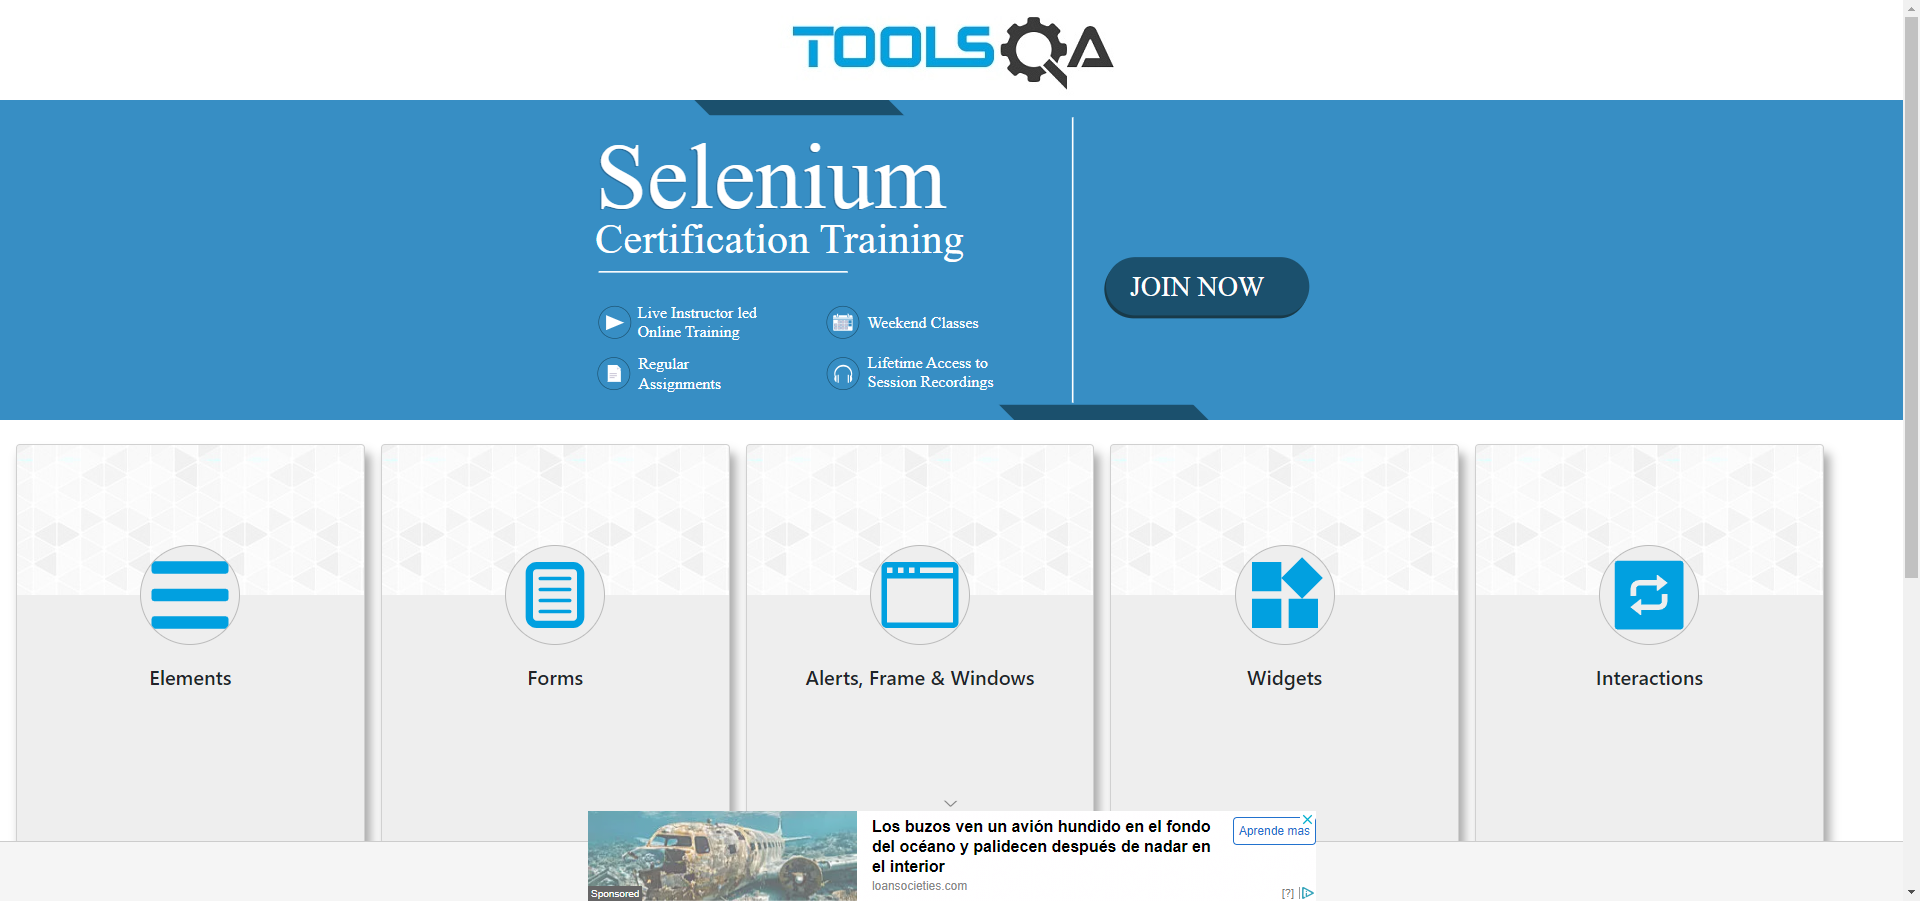 TOOLSQA
Selenium
Certification Training
Live Instructor led
Online Training
Weekend Classes
Regular
Assignments
Lifetime Access to
Session Recordings
JOIN NOW
Elements
Forms
Alerts, Frame & Windows
Widgets
Interactions
Los buzos ven un avión hundido en el fondo
del océano y palidecen después de nadar en
el interior
loansocieties.com
Aprende mas
Sponsored
[?]